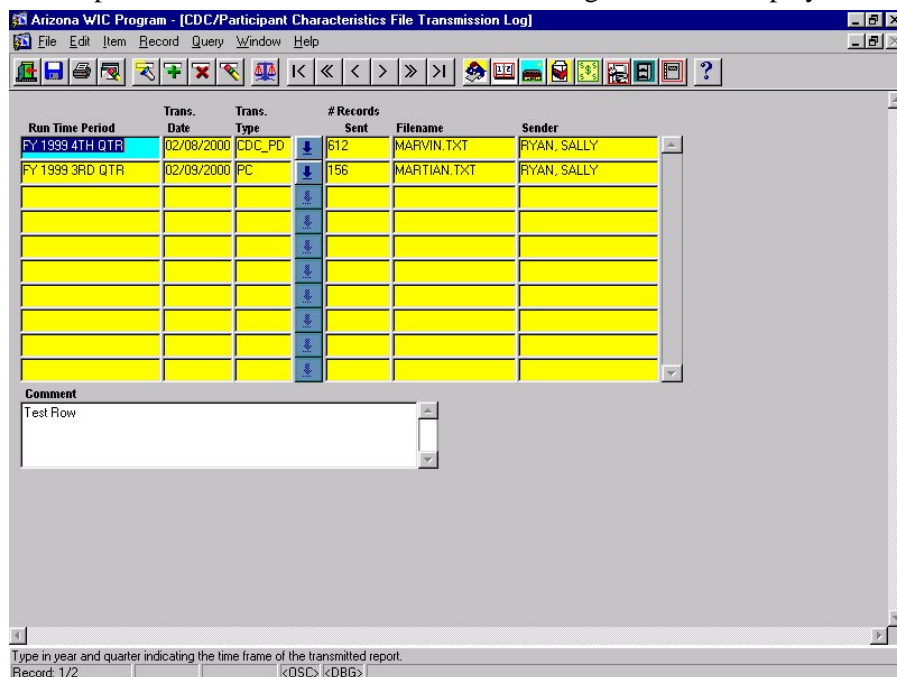 Arizona WIC Program - [CDC/Participant Characteristics File Transmission Log]
File Edit Item Record Query Window Help
Trans. Trans. # Records
Run Time Period Date Type Sent Filename Sender
FY 1999 4TH QTR 02/08/2000 CDC_PD 612 MARVIN.TXT RYAN, SALLY
FY 1999 3RD QTR 02/09/2000 PC 156 MARTIAN.TXT RYAN, SALLY
Comment
Test Row
Type in year and quarter indicating the time frame of the transmitted report.
Record: 1/2 <OSC> <DBG>